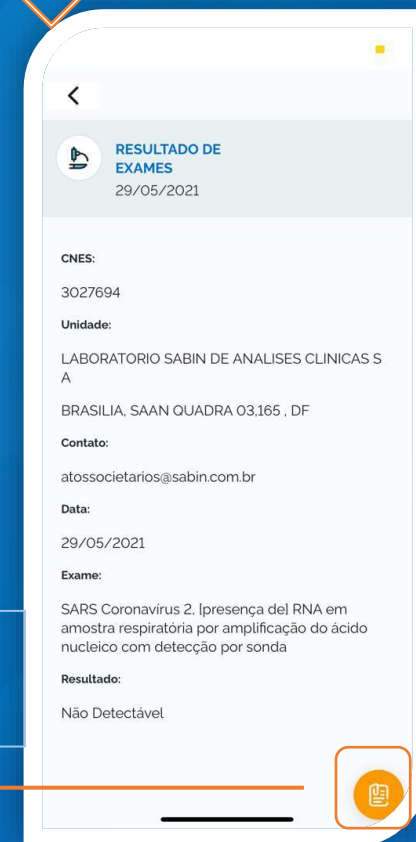 RESULTADO DE
EXAMES
29/05/2021
CNES:
3027694
Unidade:
LABORATORIO SABIN DE ANALISES CLINICAS S
A
BRASILIA, SAAN QUADRA 03,165 , DF
Contato:
atossocietarios@sabin.com.br
Data:
29/05/2021
Exame:
SARS Coronavírus 2, [presença de] RNA em
amostra respiratória por amplificação do ácido
nucleico com detecção por sonda
Resultado:
Não Detectável